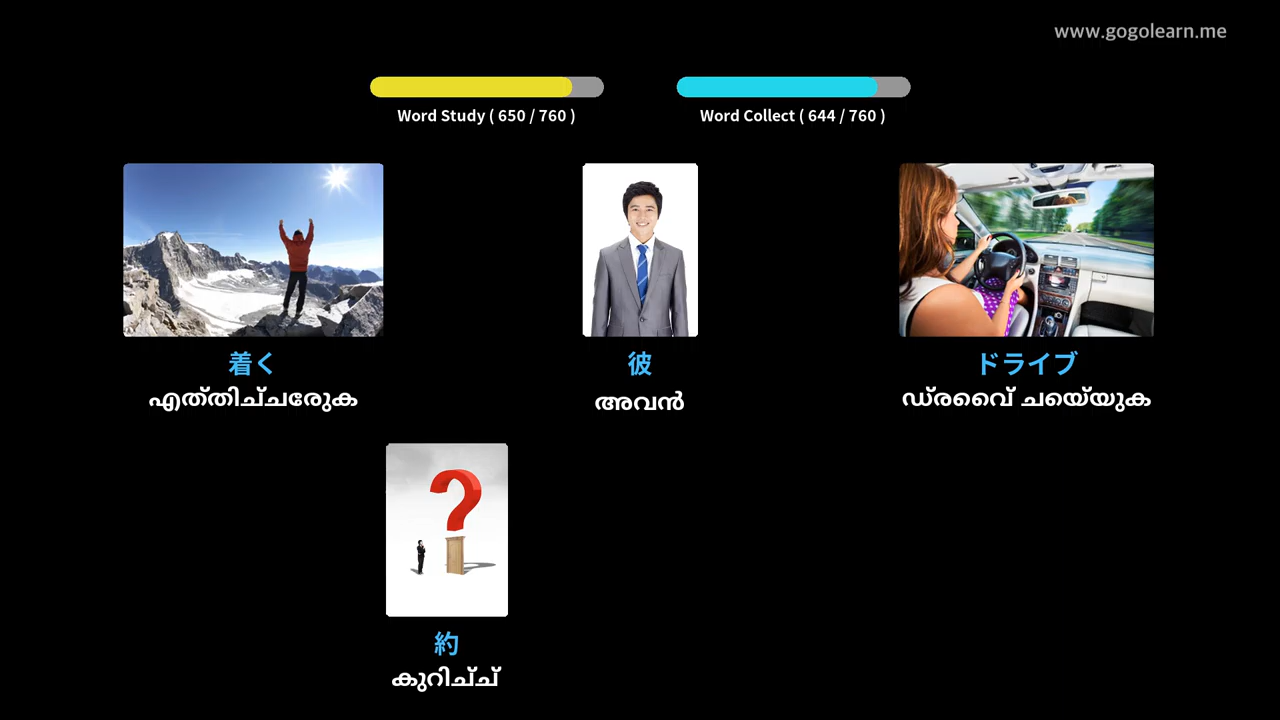 www.gogolearn.me
Word Study ( 650 / 760 )
Word Collect ( 644 / 760 )
着く
എത്തിച്ചേരുക
彼
അവൻ
ドライブ
ഡ്രൈവ് ചെയ്യുക
約
കുറിച്ച്